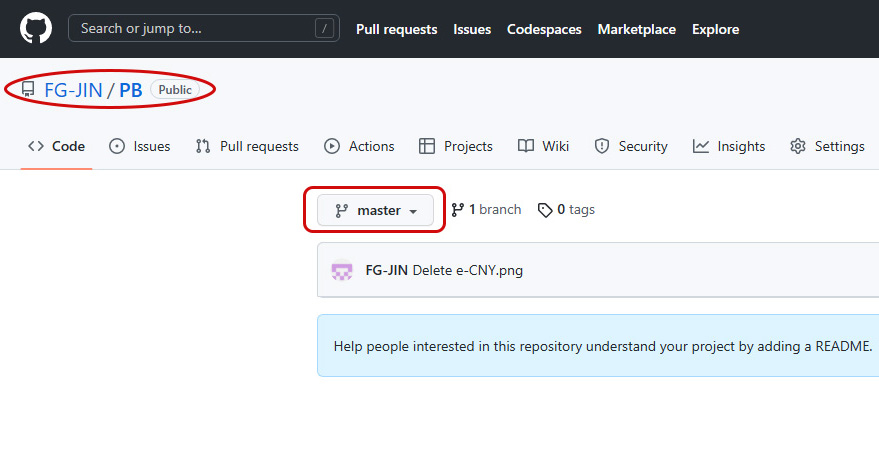 Search or jump to... / Pull requests Issues Codespaces Marketplace Explore
FG-JIN / PB Public
Code Issues Pull requests Actions Projects Wiki Security Insights Settings
master 1 branch 0 tags
FG-JIN Delete e-CNY.png
Help people interested in this repository understand your project by adding a README.